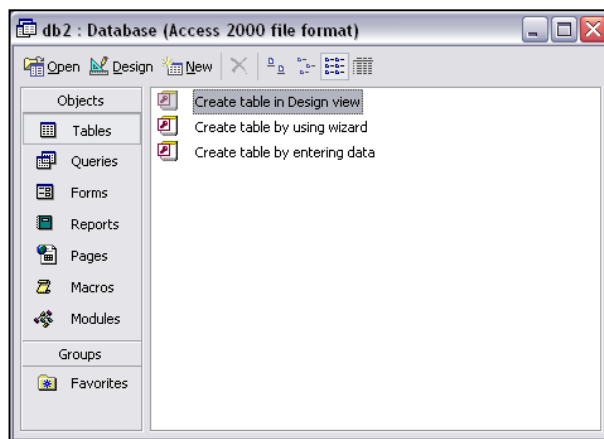 db2 : Database (Access 2000 file format)
Open Design New
Objects
Tables
Queries
Forms
Reports
Pages
Macros
Modules
Groups
Favorites
Create table in Design view
Create table by using wizard
Create table by entering data